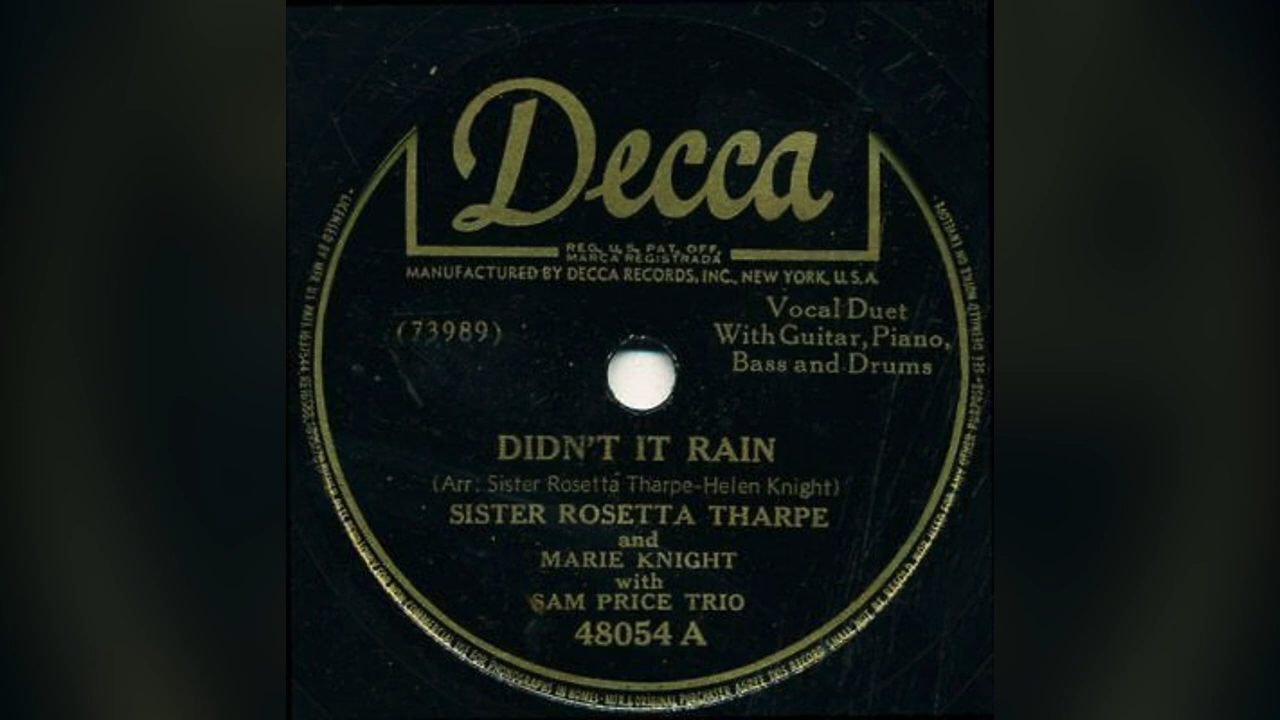 Decca
REG. U.S. PAT. OFF.
MARCA REGISTRADA
MANUFACTURED BY DECCA RECORDS, INC., NEW YORK, U.S.A.
Vocal Duet
(73989)
With Guitar, Piano,
Bass and Drums
DIDN'T IT RAIN
(Arr: Sister Rosetta Tharpe-Helen Knight)
SISTER ROSETTA THARPE
and
MARIE KNIGHT
with
SAM PRICE TRIO
48054 A